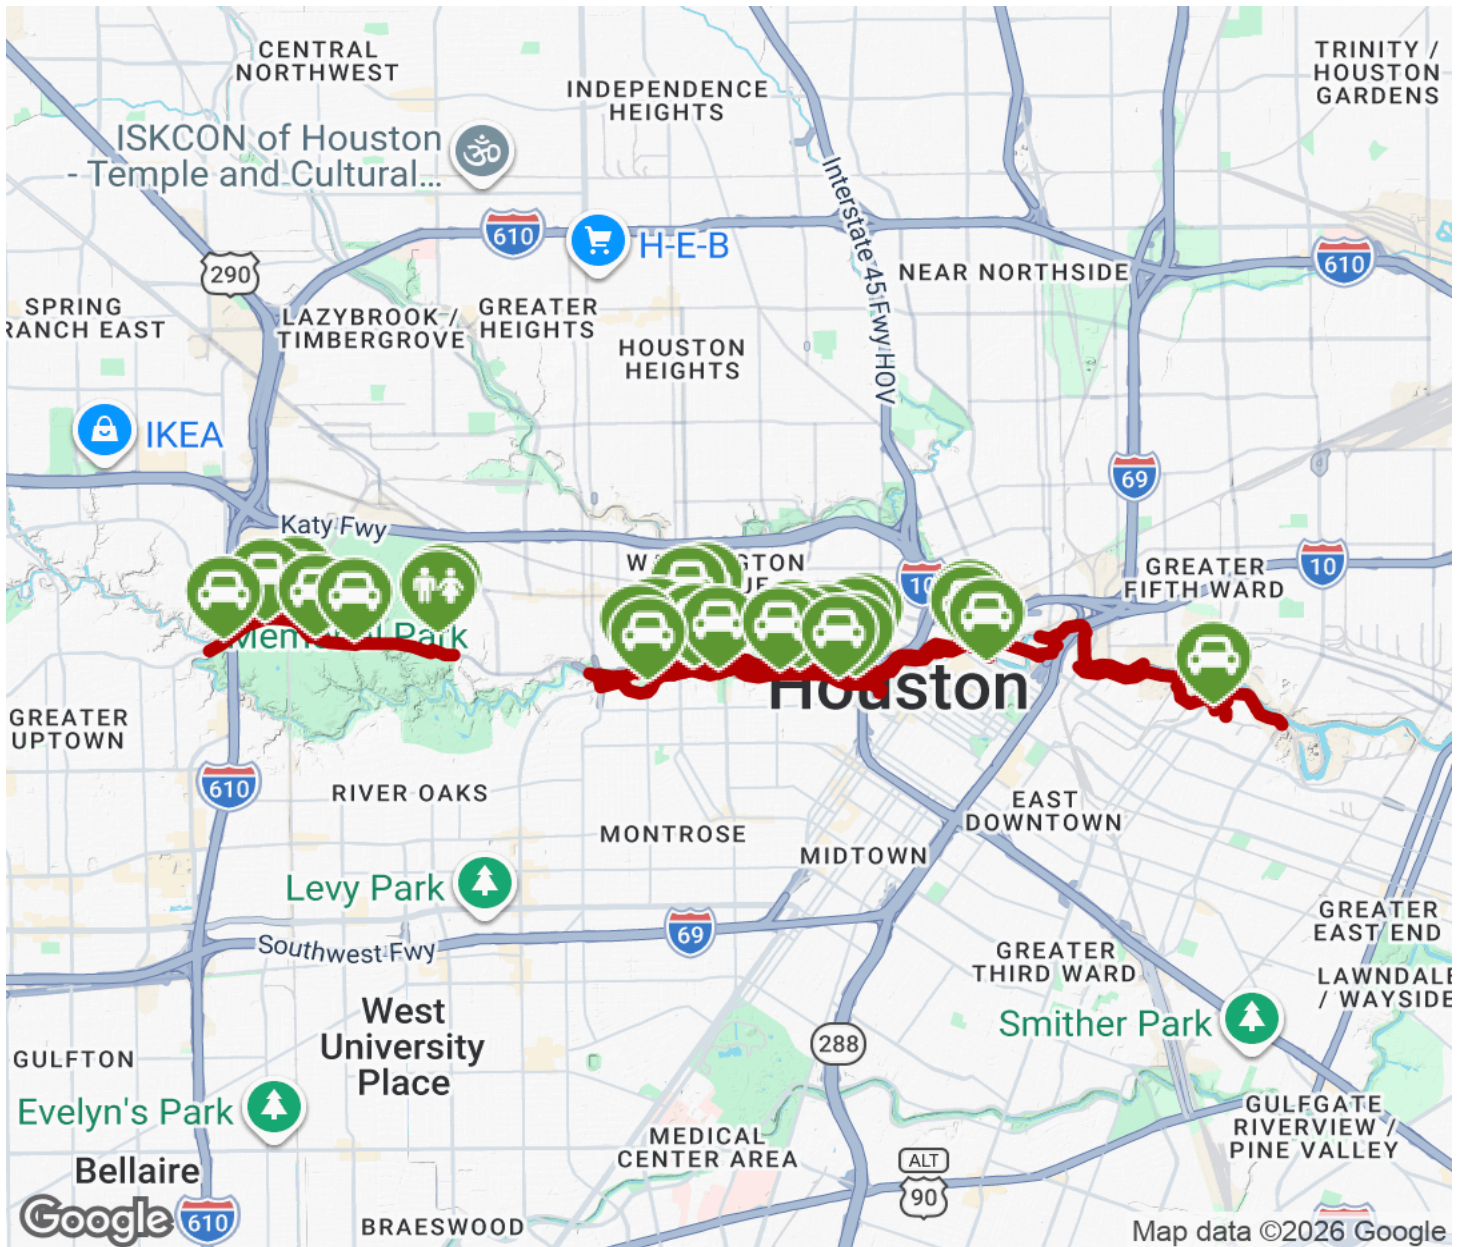 CENTRAL
NORTHWEST
TRINITY /
HOUSTON
GARDENS
INDEPENDENCE
HEIGHTS
ISKCON of Houston
- Temple and Cultural...
610
H-E-B
Interstate 45 Fwy HOV
NEAR NORTHSIDE
610
290
SPRING
RANCH EAST
LAZYBROOK /
TIMBERGROVE
GREATER
HEIGHTS
HOUSTON
HEIGHTS
IKEA
69
Katy Fwy
10
GREATER
FIFTH WARD
10
Memorial Park
Houston
GREATER
UPTOWN
610
RIVER OAKS
EAST
DOWNTOWN
MONTROSE
MIDTOWN
Levy Park
69
Southwest Fwy
GREATER
EAST END
GREATER
THIRD WARD
LAWNDALE
/ WAYSIDE
West
University
Place
Smither Park
288
GULFTON
Evelyn's Park
GULFGATE
RIVERVIEW /
PINE VALLEY
MEDICAL
CENTER AREA
Bellaire
ALT
90
Google
610
BRAESWOOD
Map data ©2026 Google